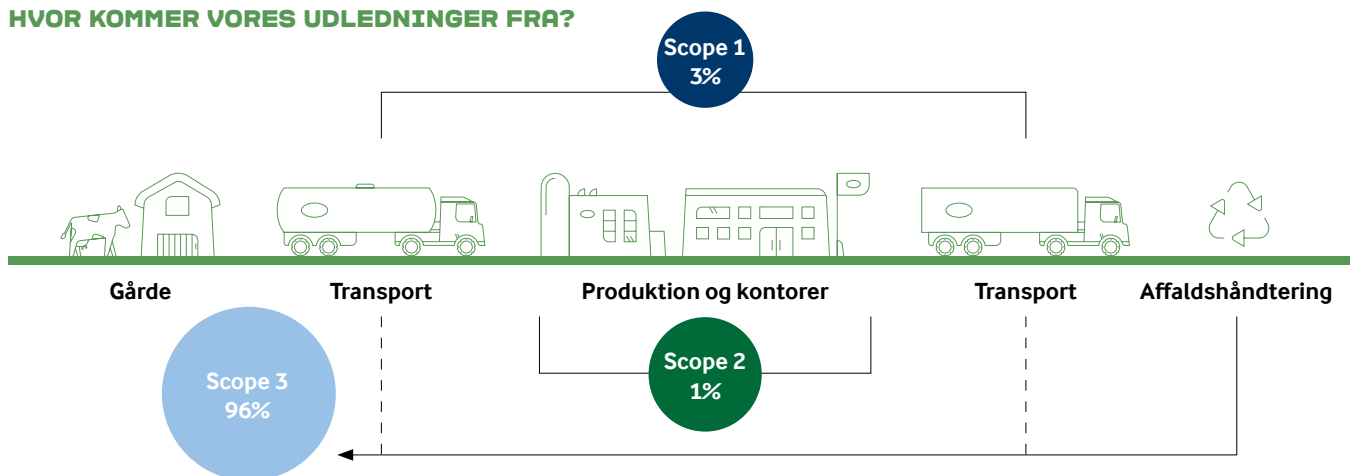 HVOR KOMMER VORES UDLEDNINGER FRA?
Scope 1
3%
Gårde
Transport
Produktion og kontorer
Transport
Affaldshåndtering
Scope 3
96%
Scope 2
1%